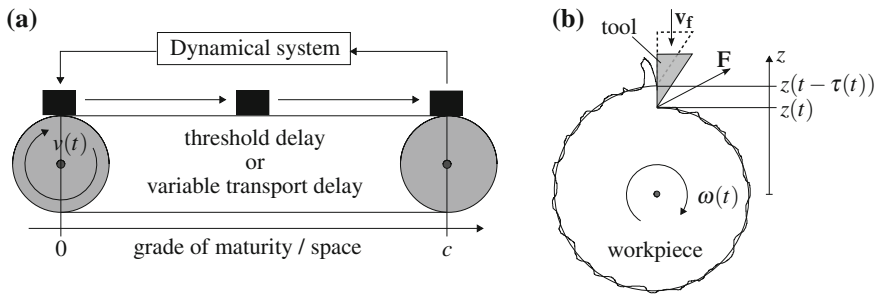 (a)
Dynamical system
v(t)
threshold delay
or
variable transport delay
0
grade of maturity / space
c
(b)
v_f
tool
F
z
z(t − τ(t))
z(t)
ω(t)
workpiece